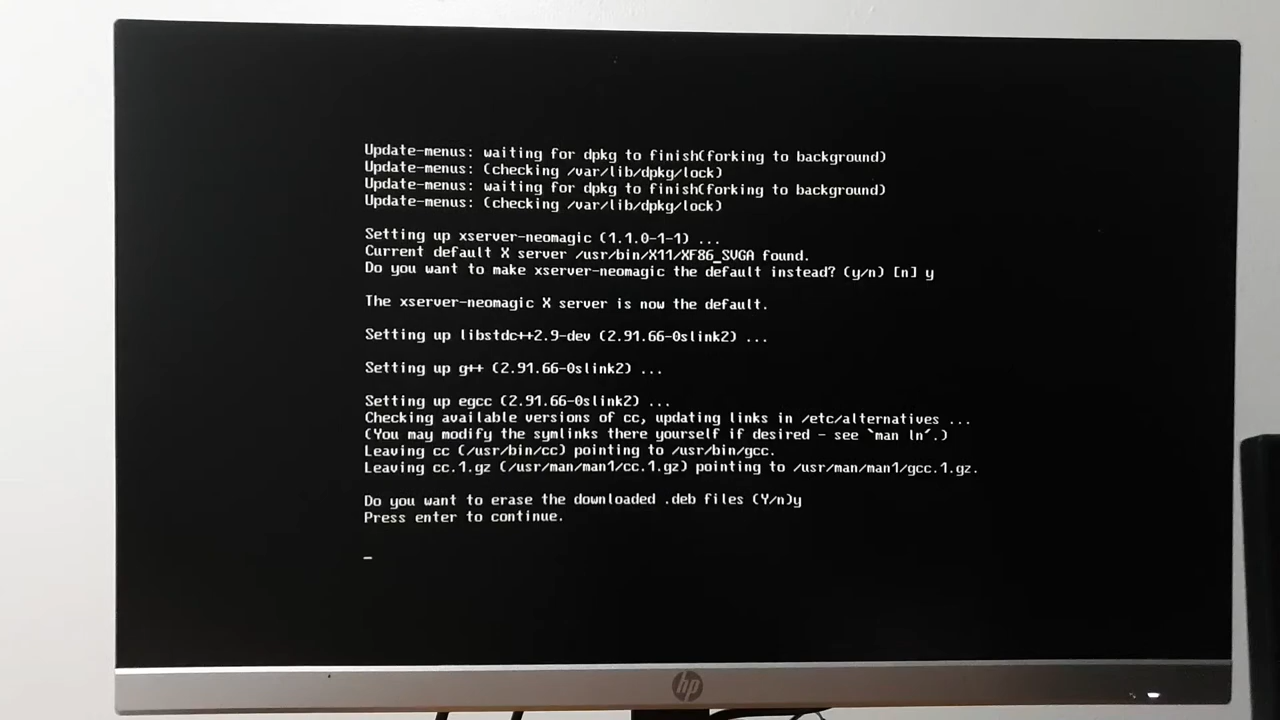 Update-menus: waiting for dpkg to finish(forking to background)
Update-menus: (checking /var/lib/dpkg/lock)
Update-menus: waiting for dpkg to finish(forking to background)
Update-menus: (checking /var/lib/dpkg/lock)
Setting up xserver-neomagic (1.1.0-1-1) ...
Current default X server /usr/bin/X11/XF86_SVGA found.
Do you want to make xserver-neomagic the default instead? (y/n) [n] y
The xserver-neomagic X server is now the default.
Setting up libstdc++2.9-dev (2.91.66-0slink2) ...
Setting up g++ (2.91.66-0slink2) ...
Setting up egcc (2.91.66-0slink2) ...
Checking available versions of cc, updating links in /etc/alternatives ...
(You may modify the symlinks there yourself if desired - see `man ln'.)
Leaving cc (/usr/bin/cc) pointing to /usr/bin/gcc.
Leaving cc.1.gz (/usr/man/man1/cc.1.gz) pointing to /usr/man/man1/gcc.1.gz.
Do you want to erase the downloaded .deb files (Y/n)y
Press enter to continue.
_
hp